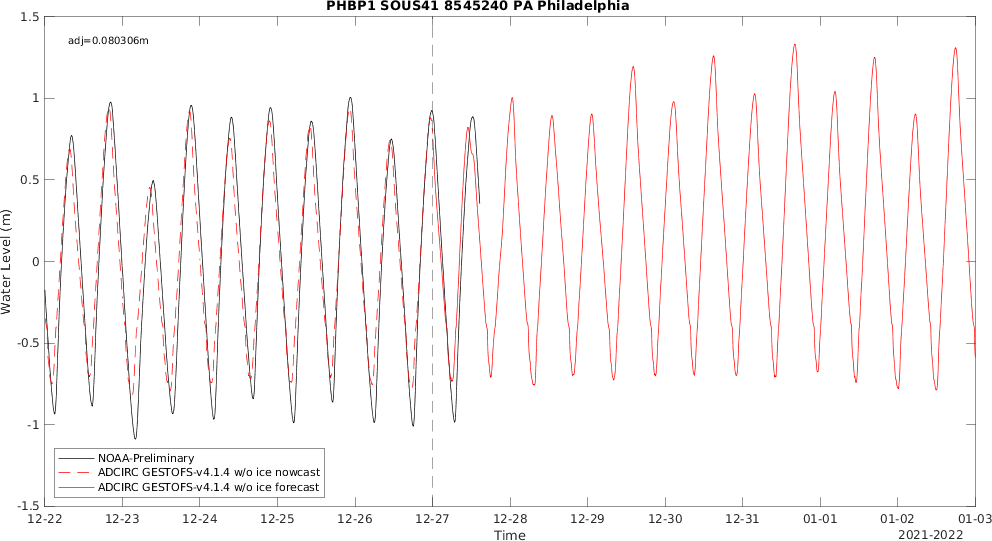 PHBP1 SOUS41 8545240 PA Philadelphia
adj=0.080306m
Water Level (m)
1.5
1
0.5
0
-0.5
-1
-1.5
NOAA-Preliminary
ADCIRC GESTOFS-v4.1.4 w/o ice nowcast
ADCIRC GESTOFS-v4.1.4 w/o ice forecast
12-22 12-23 12-24 12-25 12-26 12-27 12-28 12-29 12-30 12-31 01-01 01-02 01-03
Time
2021-2022